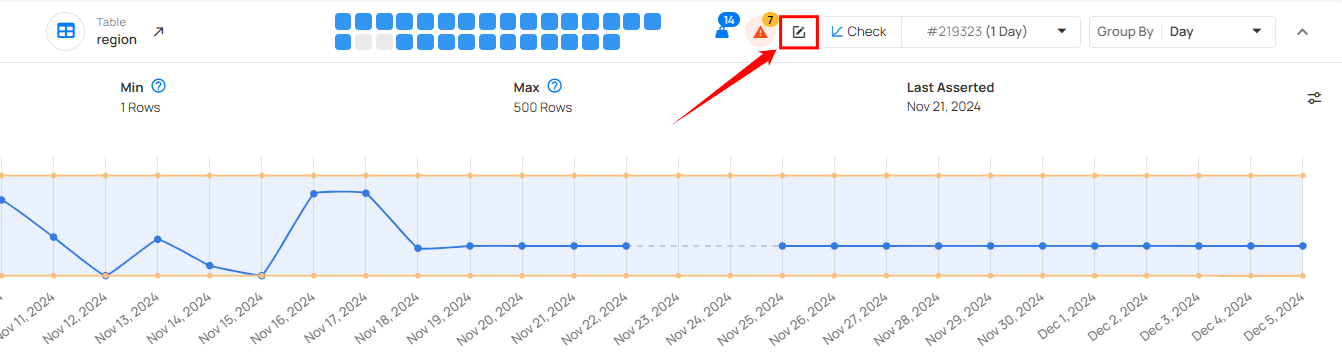 Table
region
14
7
Check
#219323 (1 Day)
Group By
Day
Min
1 Rows
Max
500 Rows
Last Asserted
Nov 21, 2024
Nov 11, 2024
Nov 12, 2024
Nov 13, 2024
Nov 14, 2024
Nov 15, 2024
Nov 16, 2024
Nov 17, 2024
Nov 18, 2024
Nov 19, 2024
Nov 20, 2024
Nov 21, 2024
Nov 22, 2024
Nov 23, 2024
Nov 24, 2024
Nov 25, 2024
Nov 26, 2024
Nov 27, 2024
Nov 28, 2024
Nov 29, 2024
Nov 30, 2024
Dec 1, 2024
Dec 2, 2024
Dec 3, 2024
Dec 4, 2024
Dec 5, 2024